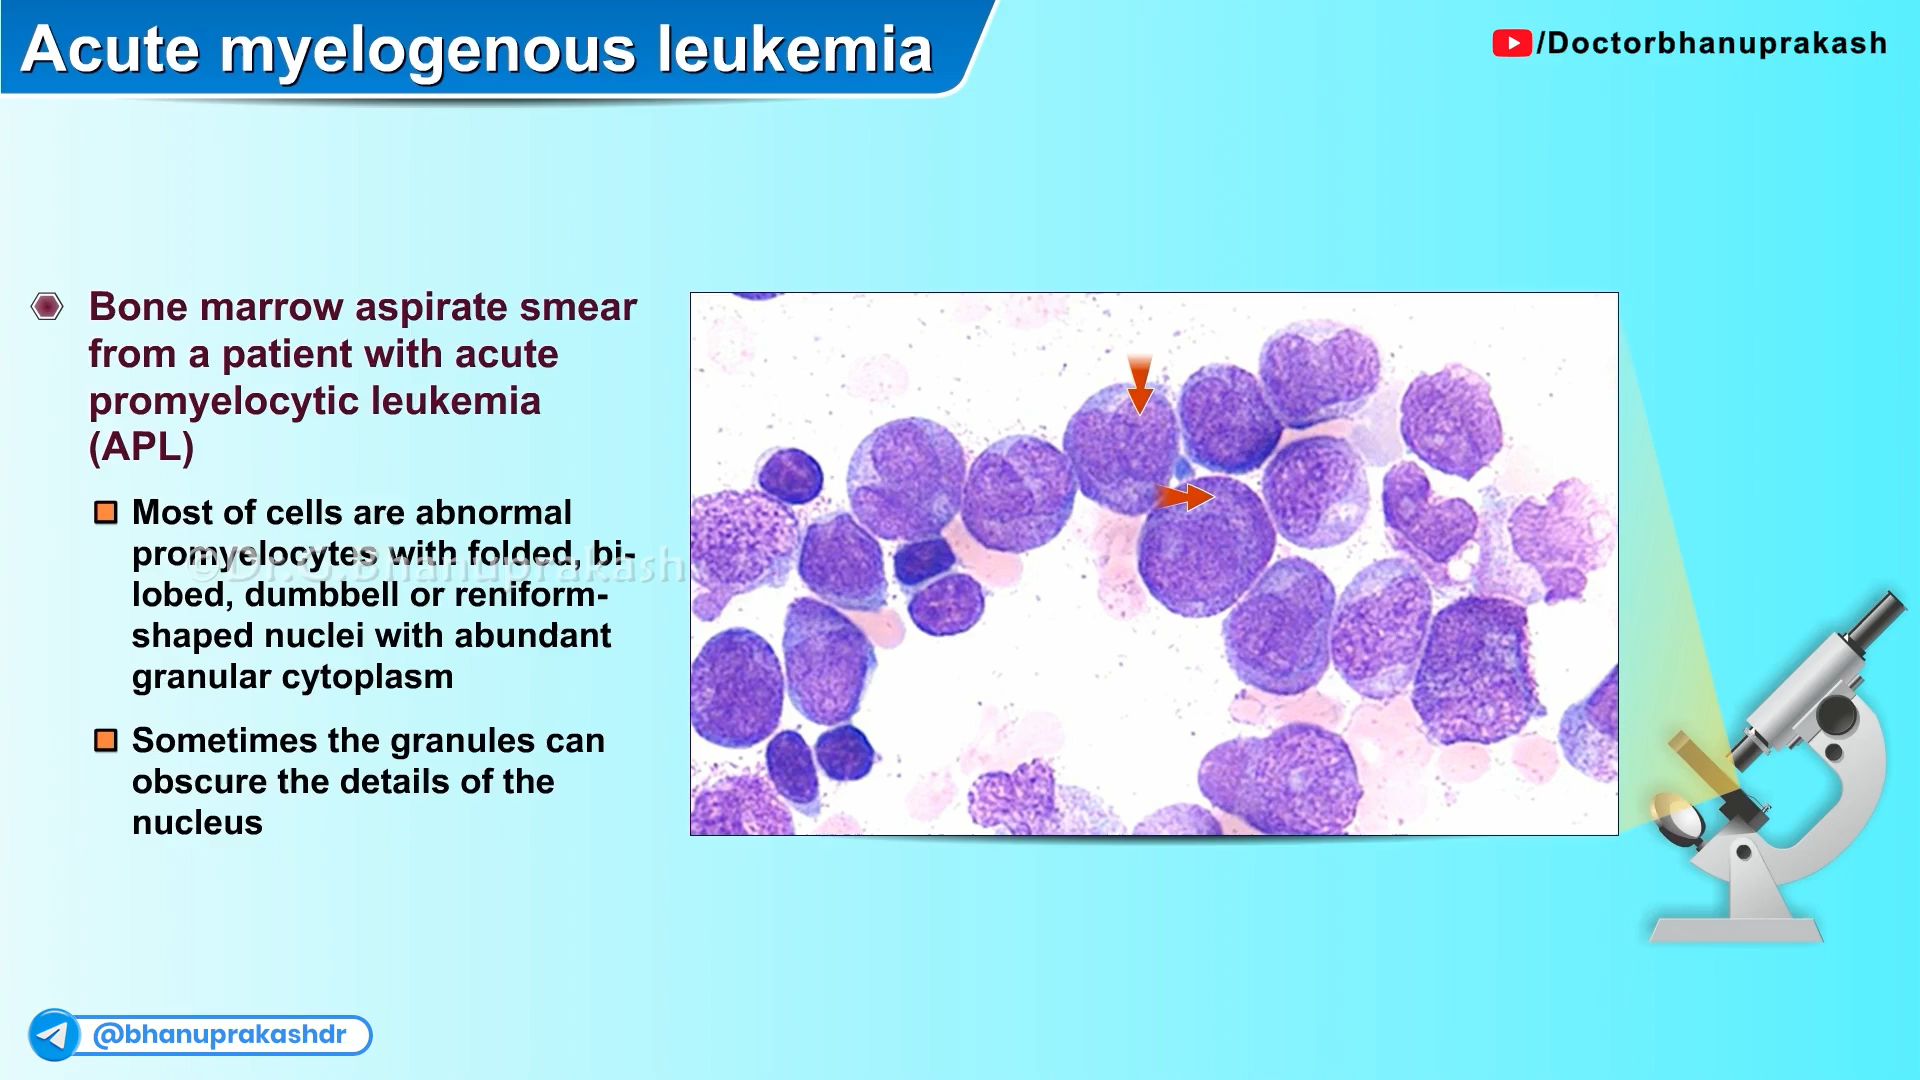 Acute myelogenous leukemia
/Doctorbhanuprakash
Bone marrow aspirate smear
from a patient with acute
promyelocytic leukemia
(APL)
Most of cells are abnormal
promyelocytes with folded, bi-
lobed, dumbbell or reniform-
shaped nuclei with abundant
granular cytoplasm
©Dr.G.Bhanuprakash
Sometimes the granules can
obscure the details of the
nucleus
@bhanuprakashdr